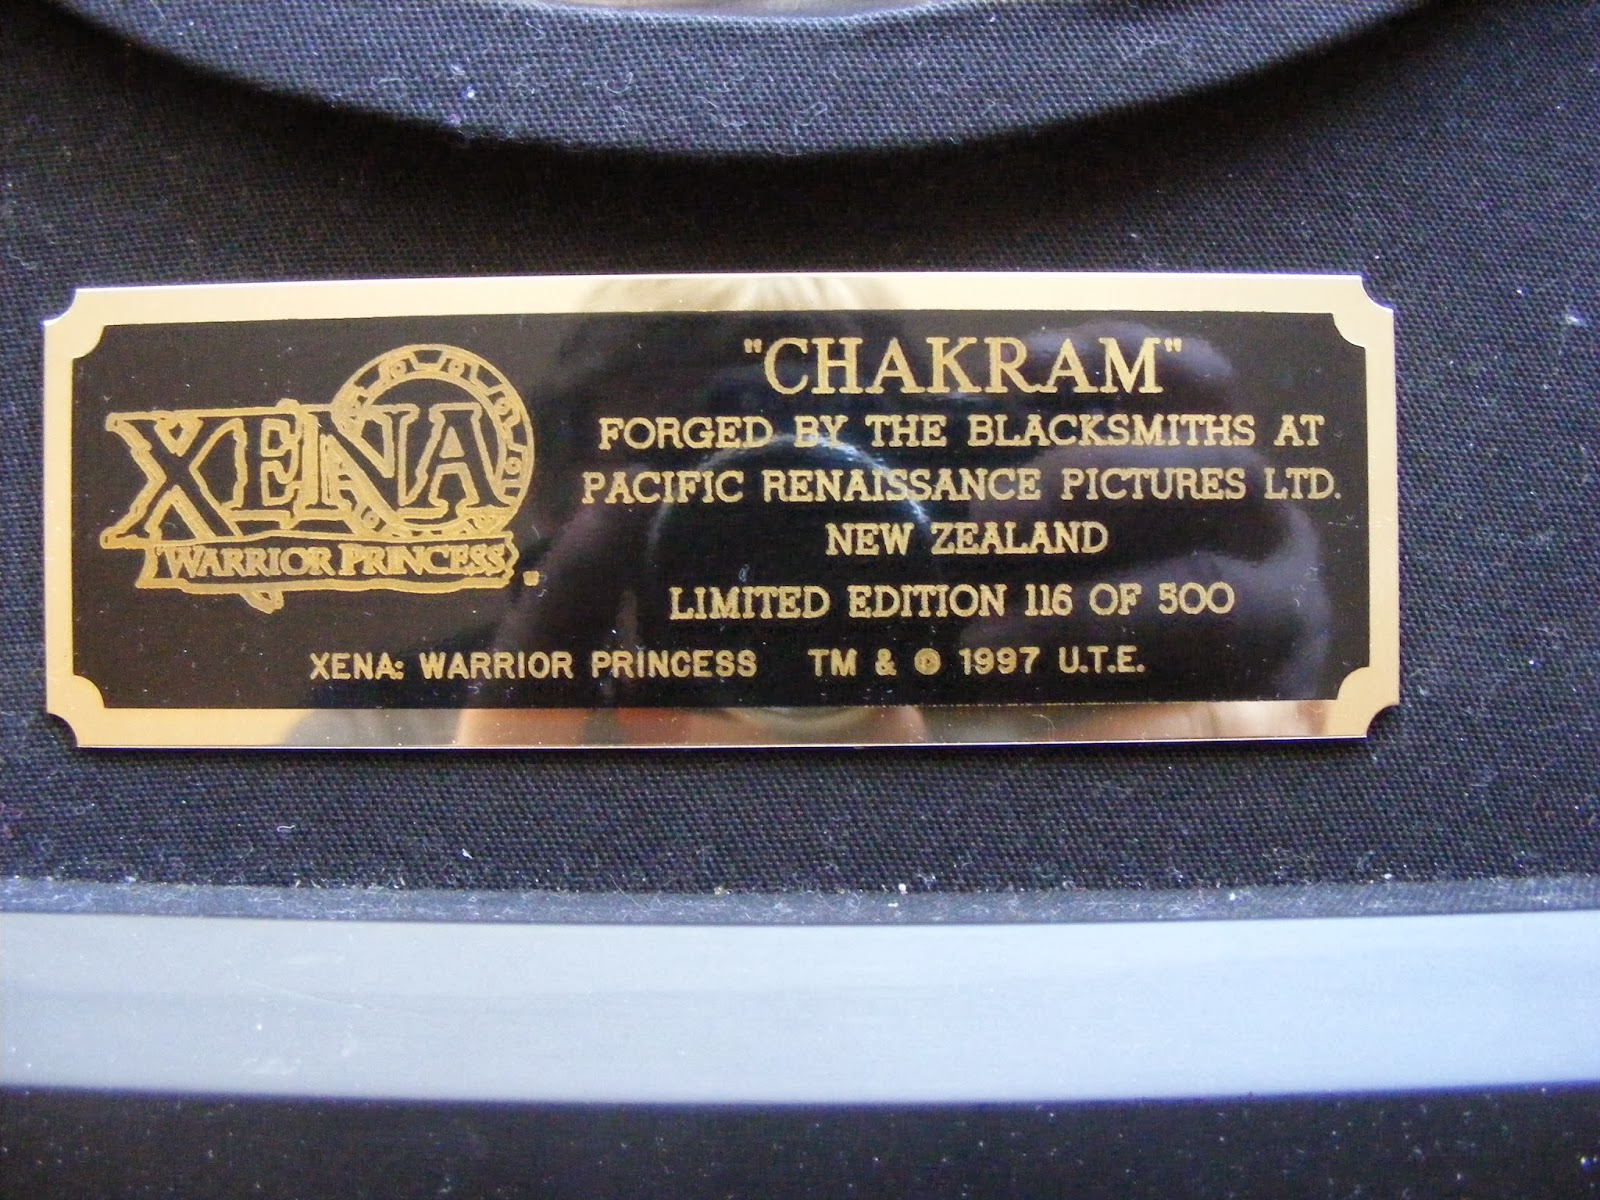 XENA
WARRIOR PRINCESS
"CHAKRAM"
FORGED BY THE BLACKSMITHS AT
PACIFIC RENAISSANCE PICTURES LTD.
NEW ZEALAND
LIMITED EDITION 116 OF 500
XENA: WARRIOR PRINCESS TM & © 1997 U.T.E.